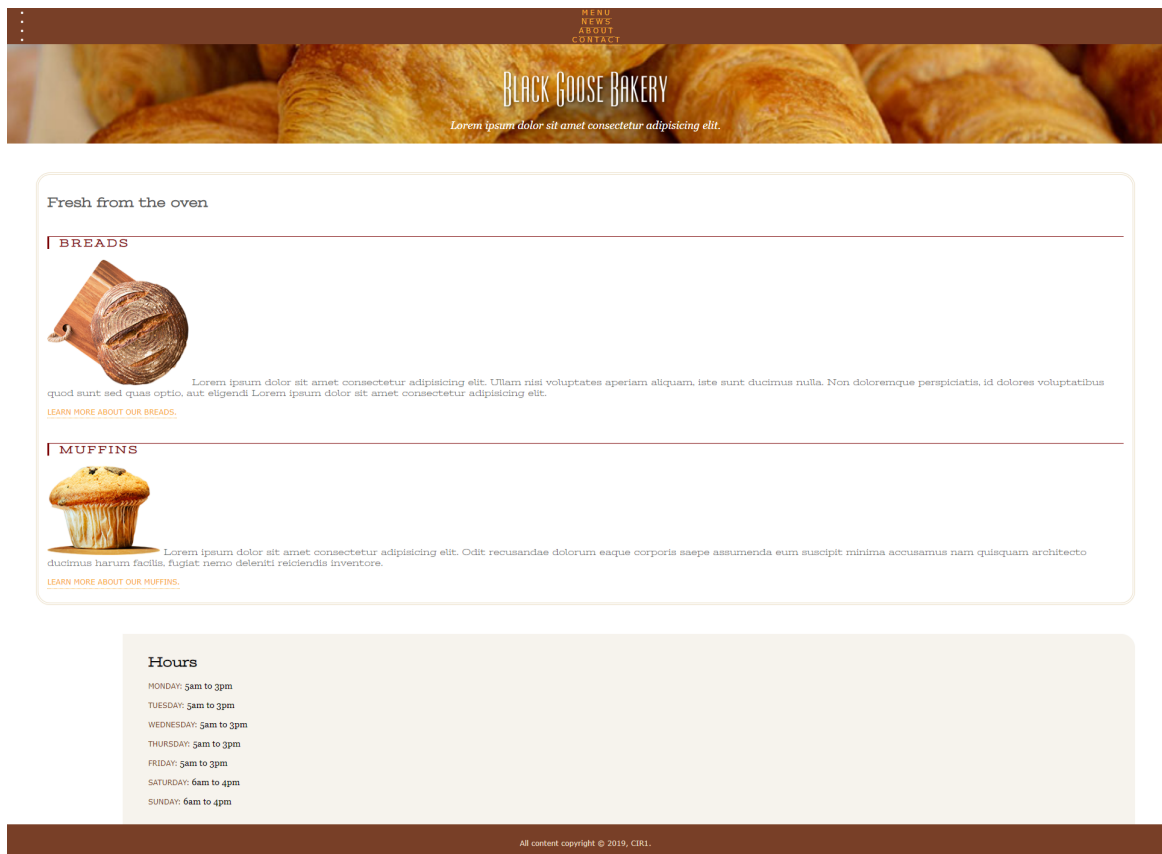 MENU
NEWS
ABOUT
CONTACT
Black Goose Bakery
Lorem ipsum dolor sit amet consectetur adipisicing elit.
Fresh from the oven
BREADS
Lorem ipsum dolor sit amet consectetur adipisicing elit. Ullam nisi voluptates aperiam aliquam, iste sunt ducimus nulla. Non doloremque perspiciatis, id dolores voluptatibus
quod sunt sed quas optio, aut eligendi Lorem ipsum dolor sit amet consectetur adipisicing elit.
LEARN MORE ABOUT OUR BREADS.
MUFFINS
Lorem ipsum dolor sit amet consectetur adipisicing elit. Odit recusandae dolorum eaque corporis saepe assumenda eum suscipit minima accusamus nam quisquam architecto
ducimus harum facilis, fugiat nemo deleniti reiciendis inventore.
LEARN MORE ABOUT OUR MUFFINS.
Hours
MONDAY: 5am to 3pm
TUESDAY: 5am to 3pm
WEDNESDAY: 5am to 3pm
THURSDAY: 5am to 3pm
FRIDAY: 5am to 3pm
SATURDAY: 6am to 4pm
SUNDAY: 6am to 4pm
All content copyright © 2019, CIR1.